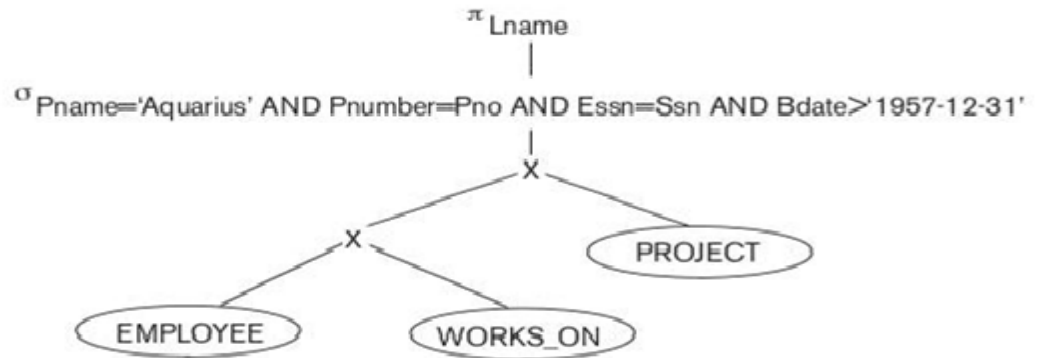 π Lname
σ Pname='Aquarius' AND Pnumber=Pno AND Essn=Ssn AND Bdate>'1957-12-31'
X
PROJECT
X
EMPLOYEE
WORKS_ON